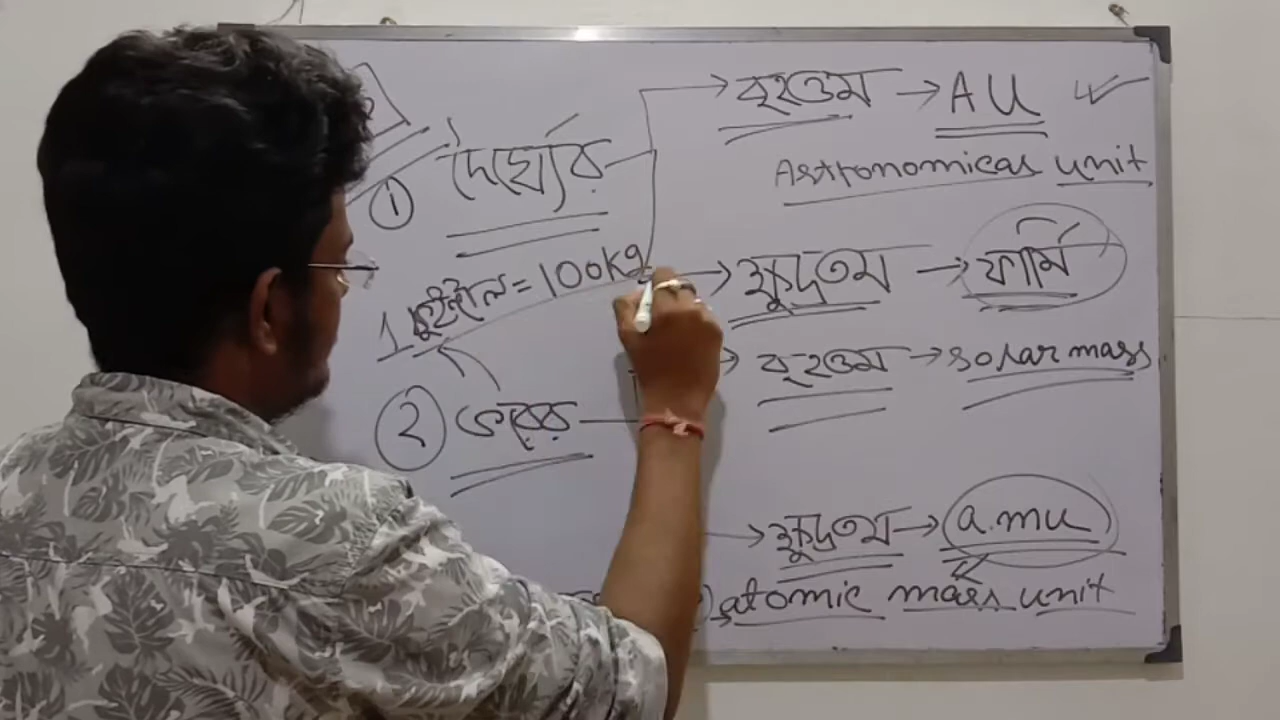 ① দৈর্ঘ্যের
বৃহত্তম → AU
Astronomical unit
ক্ষুদ্রতম → ফার্মি
1 কুইন্টাল = 100kg
② ভরের
বৃহত্তম → solar mass
ক্ষুদ্রতম → a.mu
atomic mass unit